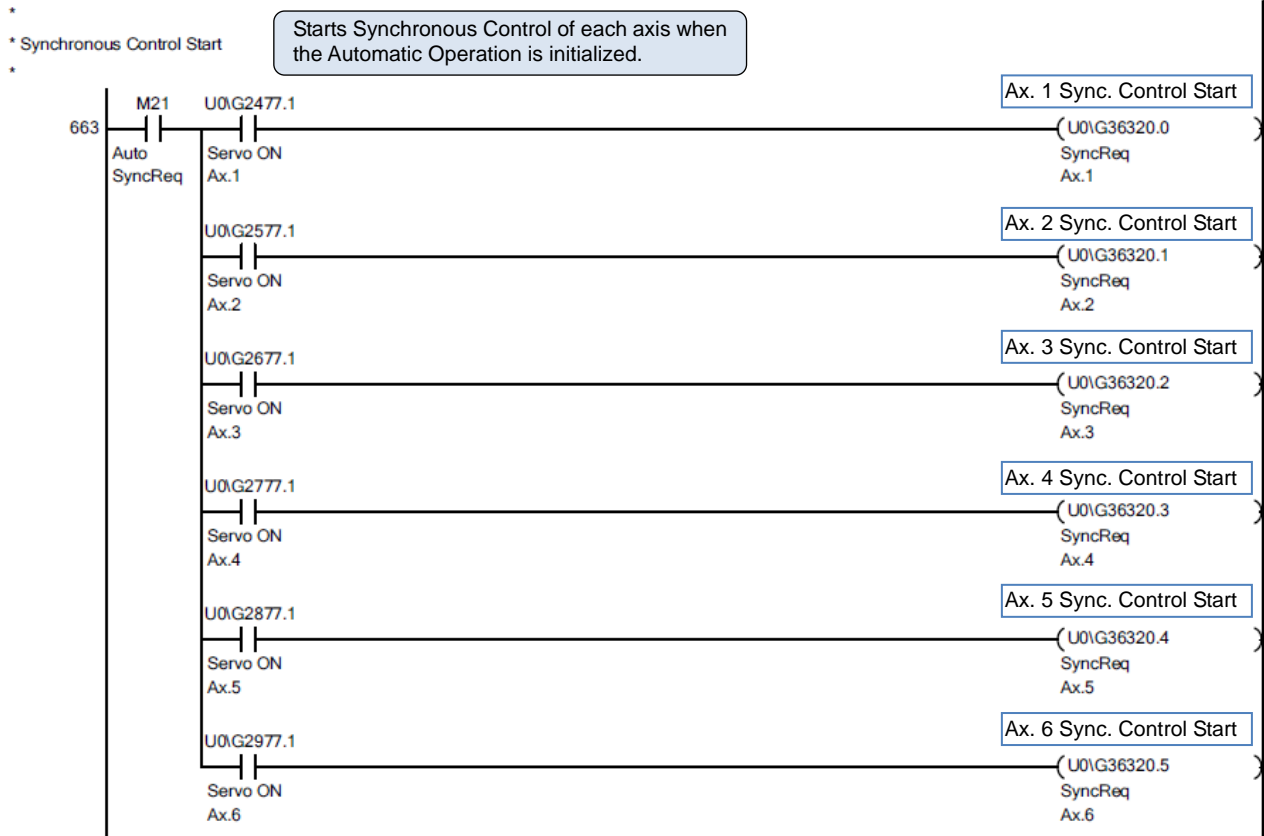 *
* Synchronous Control Start
*
Starts Synchronous Control of each axis when
the Automatic Operation is initialized.
Ax. 1 Sync. Control Start
M21 U0\G2477.1
663 U0\G36320.0
Auto Servo ON SyncReq
SyncReq Ax.1 Ax.1
Ax. 2 Sync. Control Start
U0\G2577.1
U0\G36320.1
Servo ON SyncReq
Ax.2 Ax.2
Ax. 3 Sync. Control Start
U0\G2677.1
U0\G36320.2
Servo ON SyncReq
Ax.3 Ax.3
Ax. 4 Sync. Control Start
U0\G2777.1
U0\G36320.3
Servo ON SyncReq
Ax.4 Ax.4
Ax. 5 Sync. Control Start
U0\G2877.1
U0\G36320.4
Servo ON SyncReq
Ax.5 Ax.5
Ax. 6 Sync. Control Start
U0\G2977.1
U0\G36320.5
Servo ON SyncReq
Ax.6 Ax.6